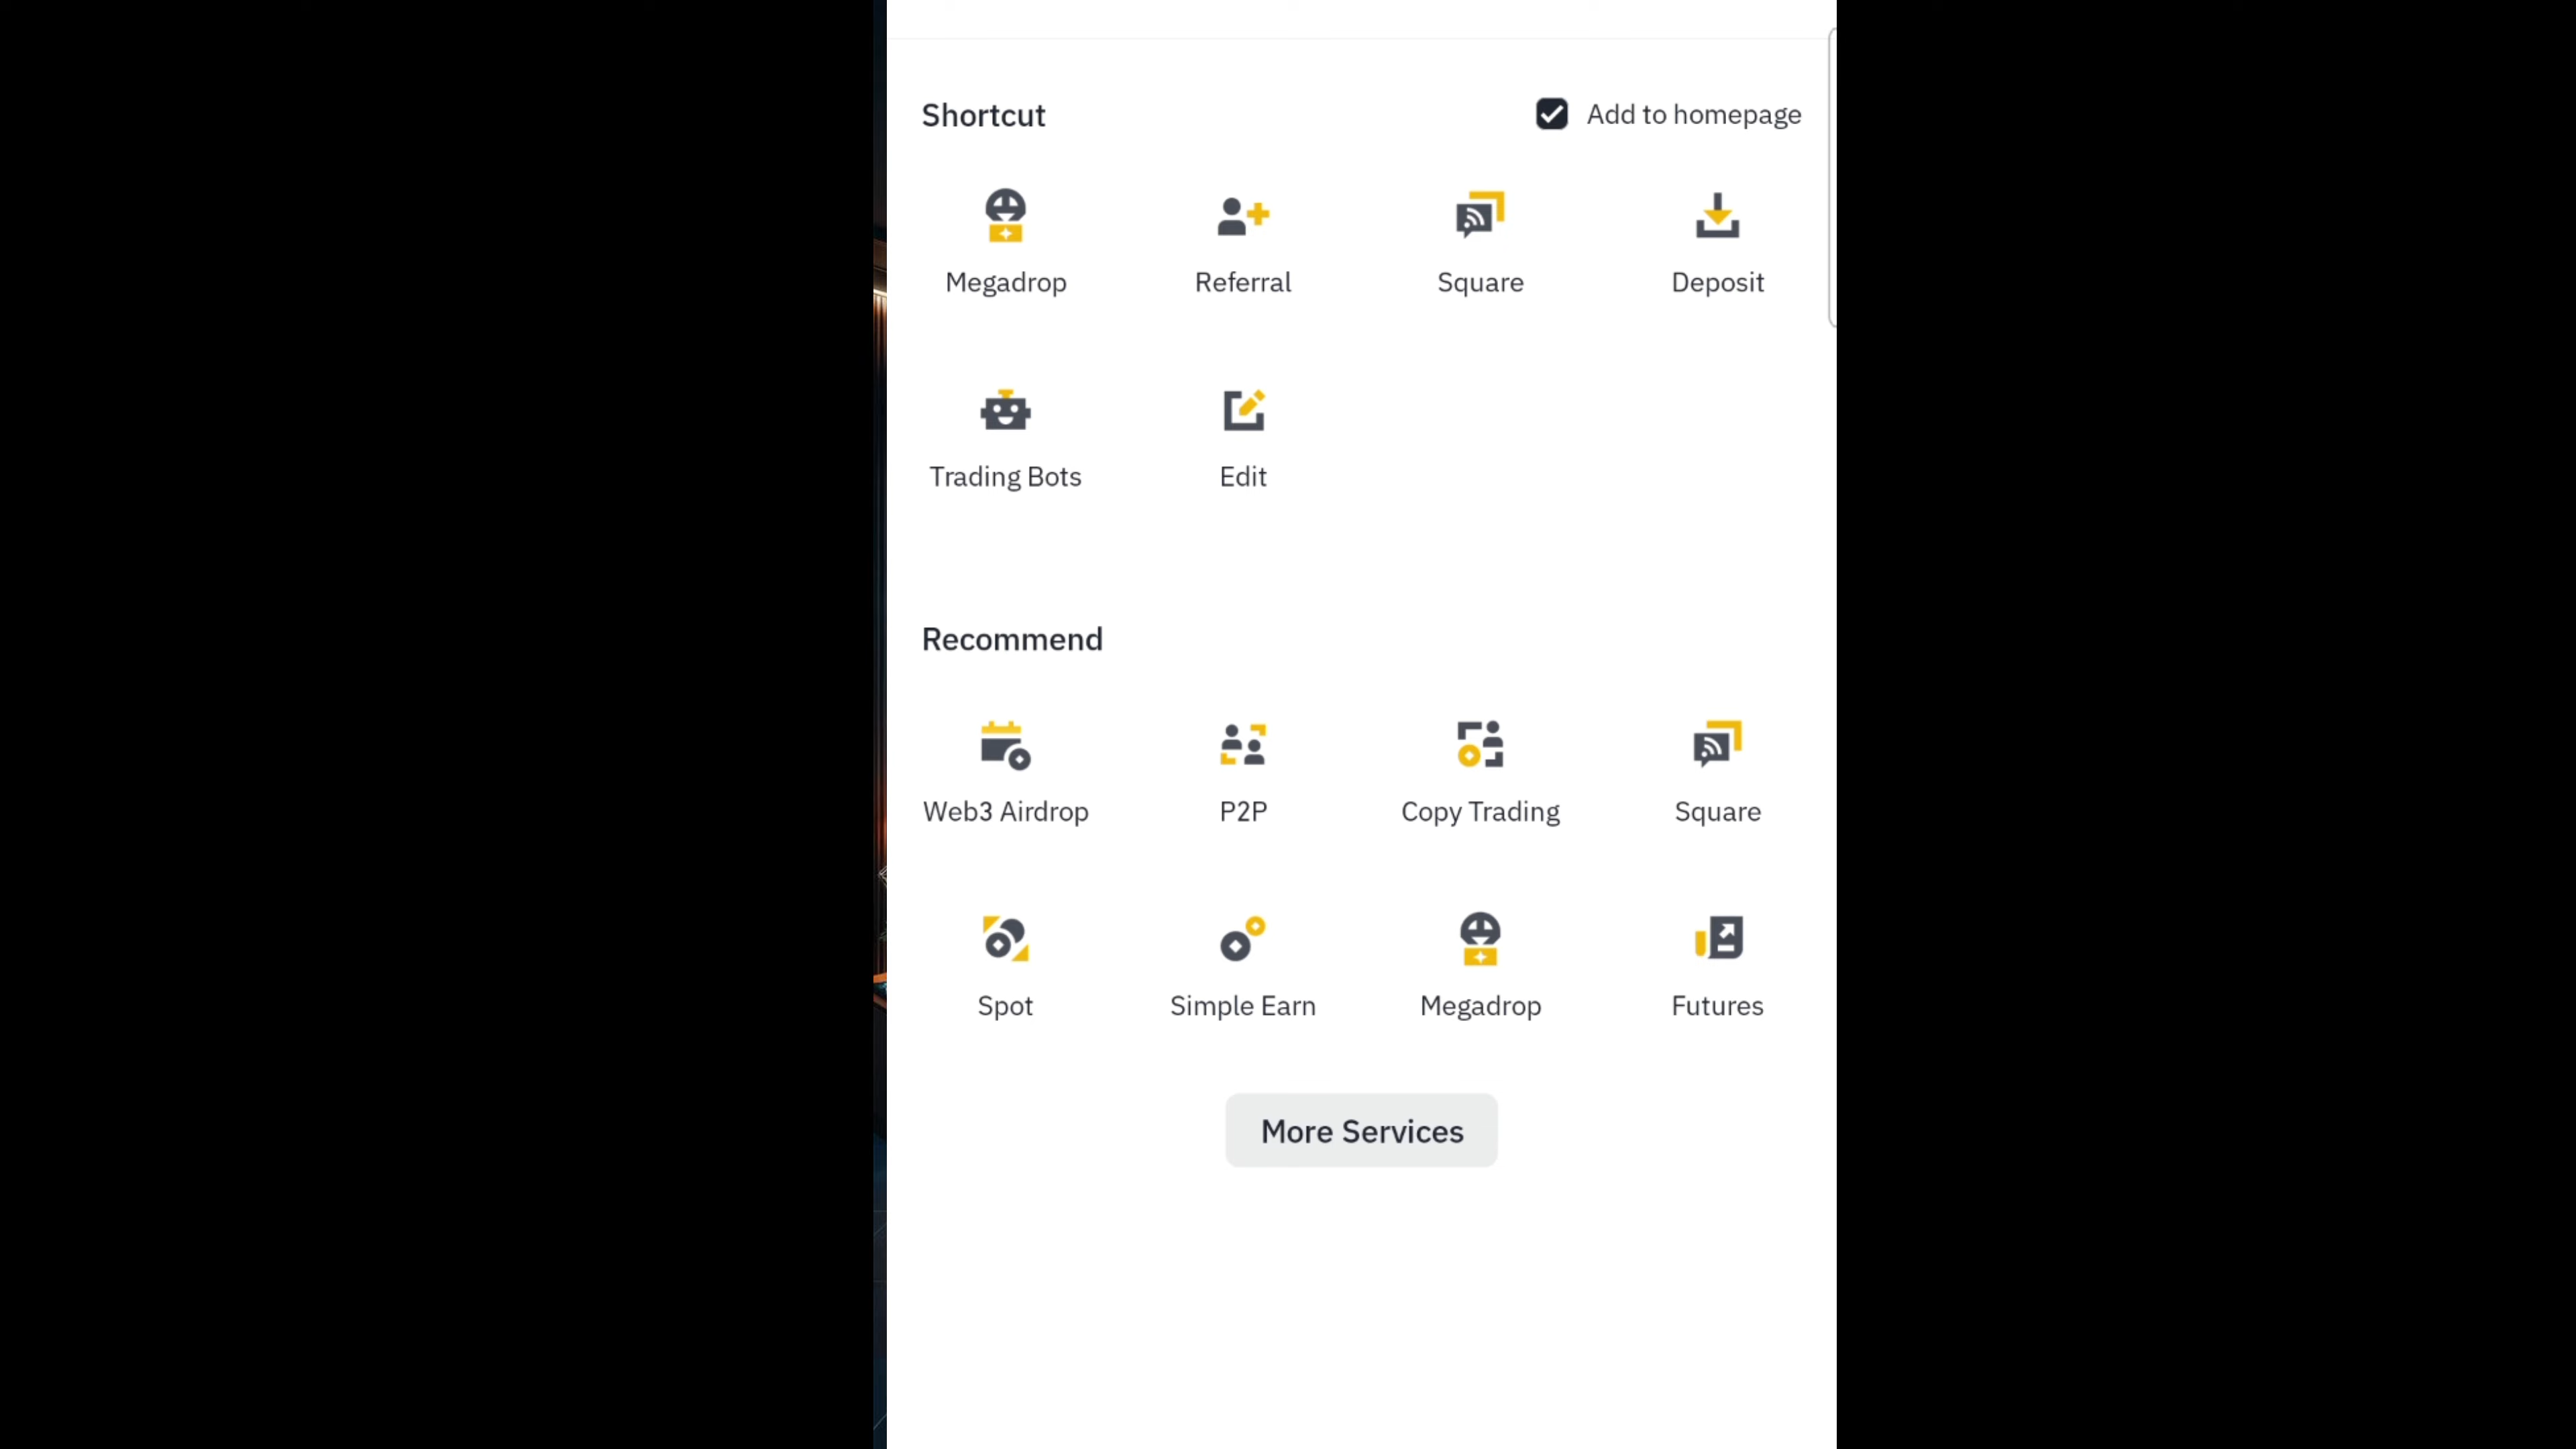 Shortcut
Add to homepage
Megadrop
Referral
Square
Deposit
Trading Bots
Edit
Recommend
Web3 Airdrop
P2P
Copy Trading
Square
Spot
Simple Earn
Megadrop
Futures
More Services